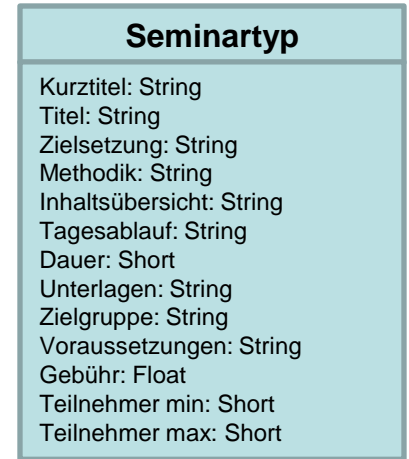 Seminartyp
Kurztitel: String
Titel: String
Zielsetzung: String
Methodik: String
Inhaltsübersicht: String
Tagesablauf: String
Dauer: Short
Unterlagen: String
Zielgruppe: String
Voraussetzungen: String
Gebühr: Float
Teilnehmer min: Short
Teilnehmer max: Short